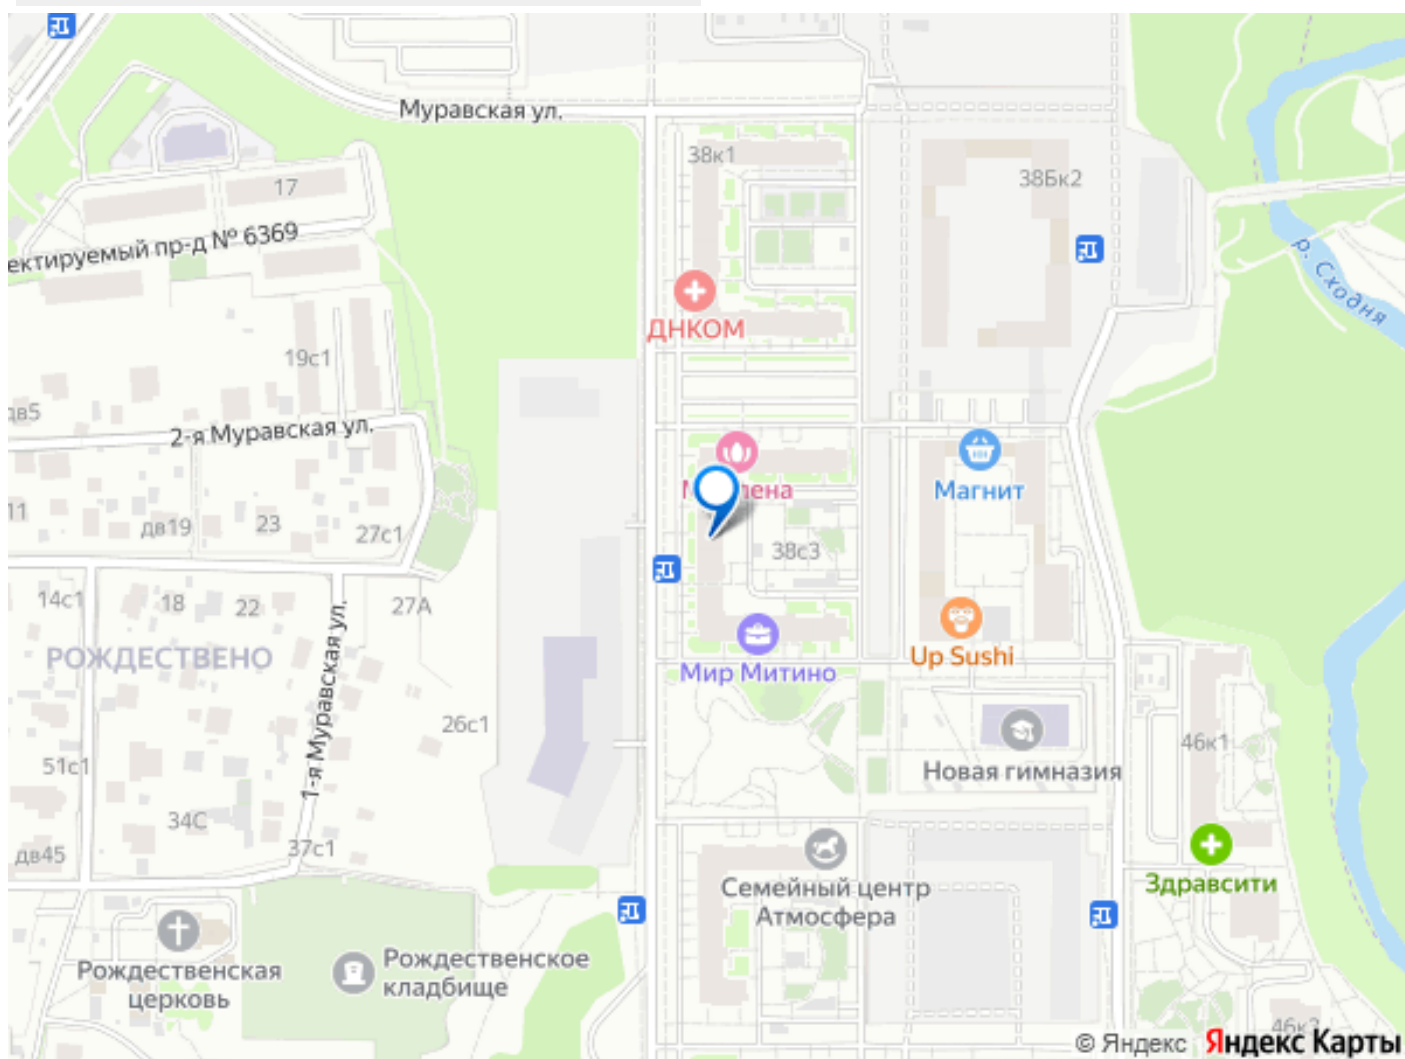 Муравская ул.
38к1
17
38Бк2
ектируемый пр-д № 6369
р. Сходня
ДНКОМ
19с1
дв5
2-я Муравская ул.
Магнит
11
дв19
23
27с1
38с3
14с1
18
22
27А
РОЖДЕСТВЕНО
1-я Муравская ул.
Up Sushi
Мир Митино
26с1
46к1
51с1
Новая гимназия
34С
37с1
дв45
Семейный центр
Атмосфера
Здравсити
Рождественская
церковь
Рождественское
кладбище
© Яндекс
Яндекс Карты